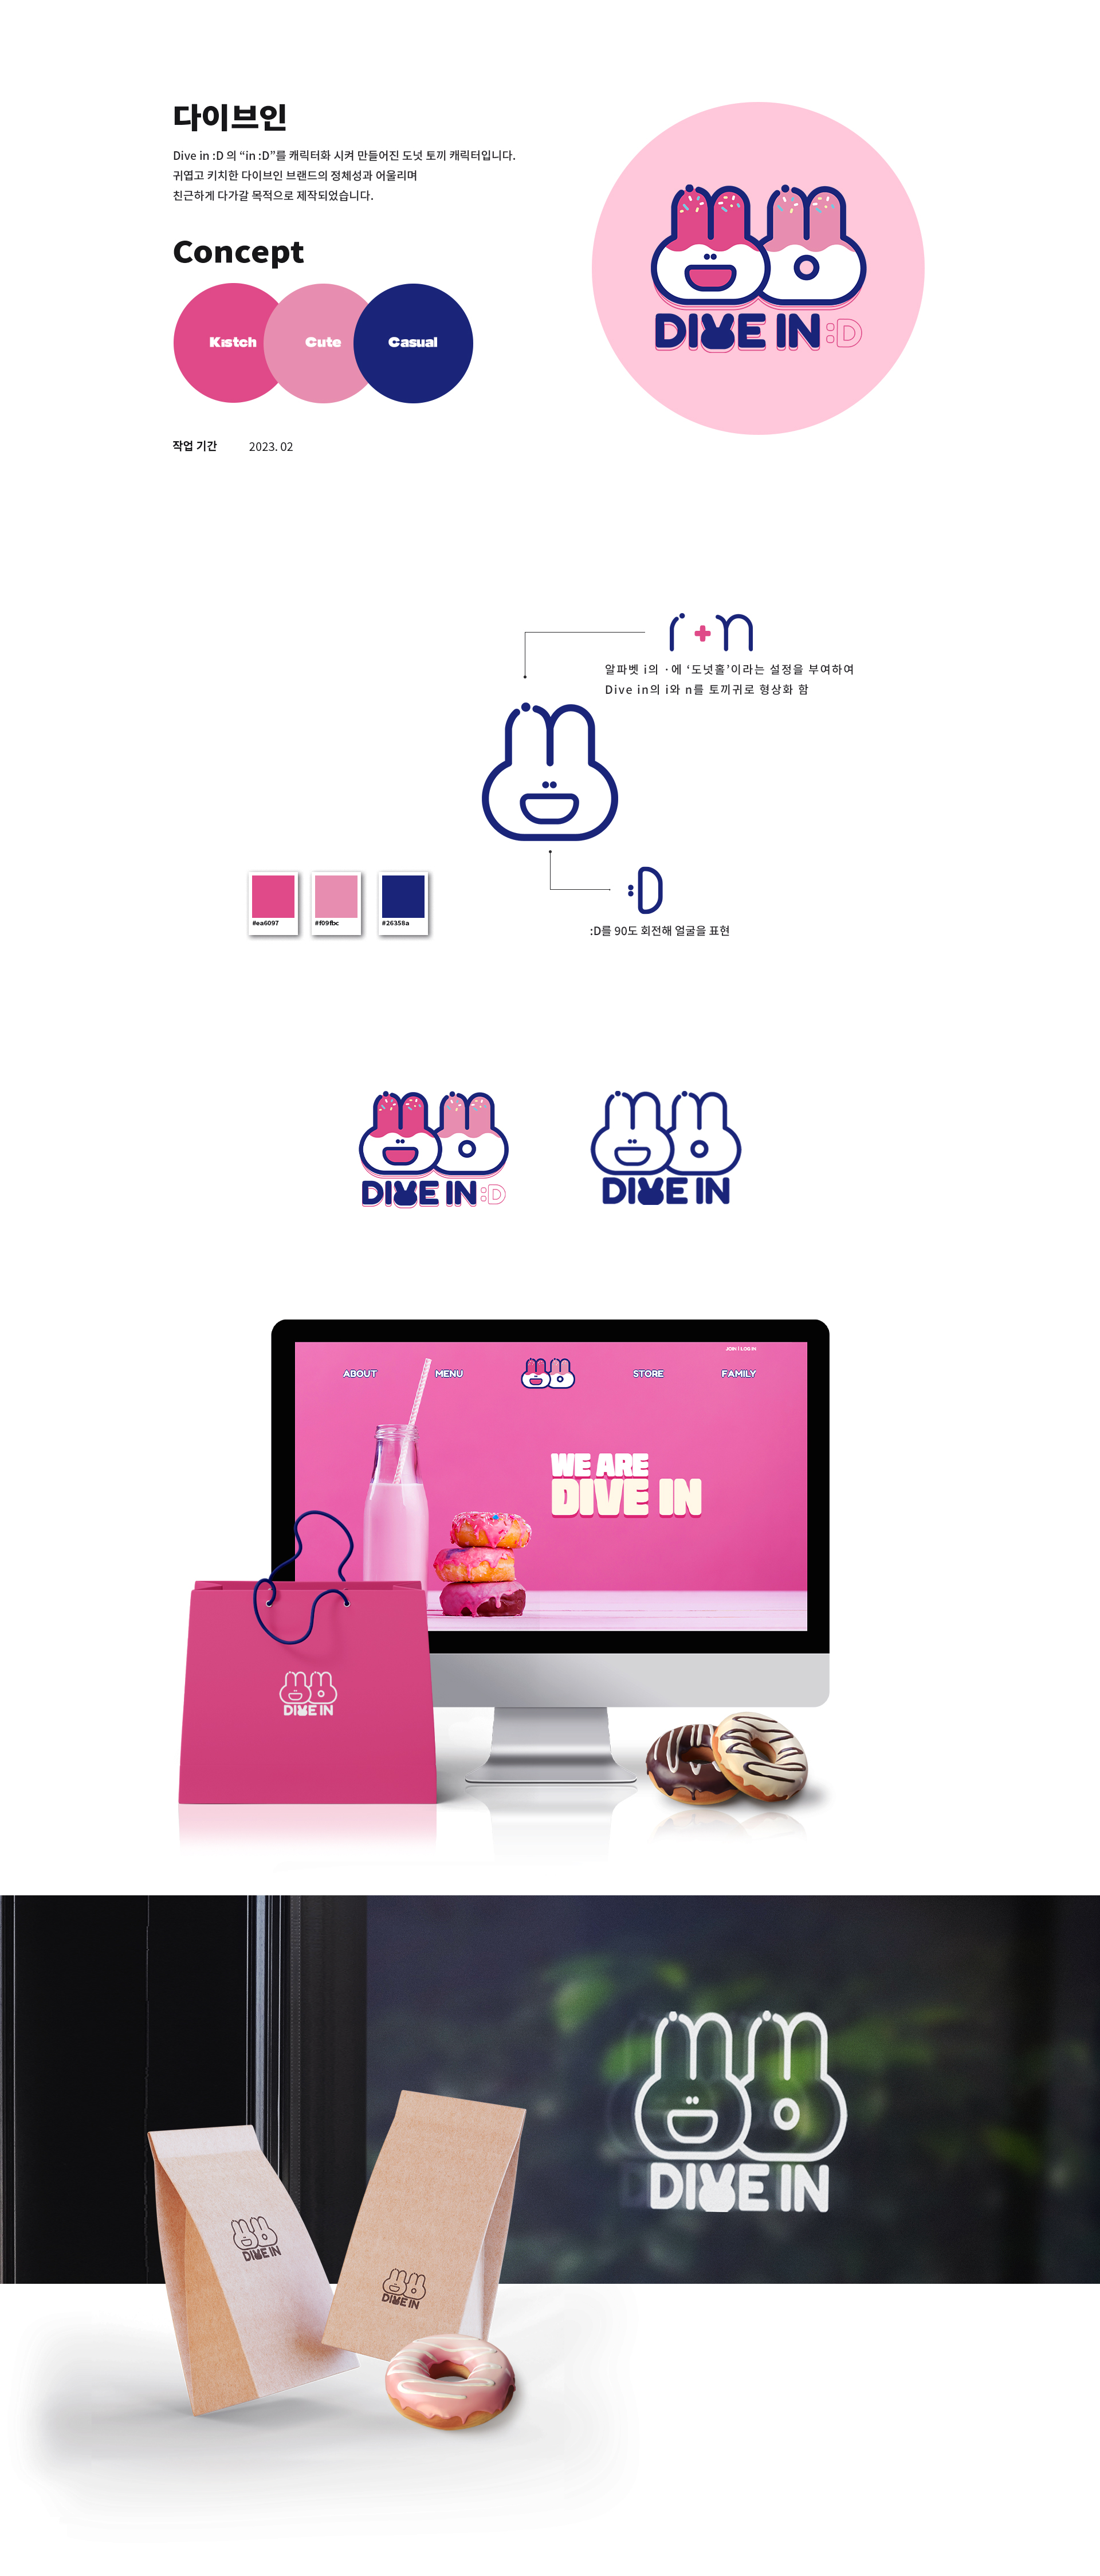 다이브인
Dive in :D 의 “in :D”를 캐릭터화 시켜 만들어진 도넛 토끼 캐릭터입니다.
귀엽고 키치한 다이브인 브랜드의 정체성과 어울리며
친근하게 다가갈 목적으로 제작되었습니다.
Concept
Kistch
Cute
Casual
작업 기간 2023. 02
DIVE IN :D
i + n
알파벳 i의 ·에 ‘도넛홀’이라는 설정을 부여하여
Dive in의 i와 n를 토끼귀로 형상화 함
:D
:D를 90도 회전해 얼굴을 표현
#ea6097
#f09fbc
#26358a
DIVE IN :D
DIVE IN
JOIN | LOG IN
ABOUT
MENU
STORE
FAMILY
WE ARE
DIVE IN
DIVE IN
DIVE IN
DIVE IN
DIVE IN